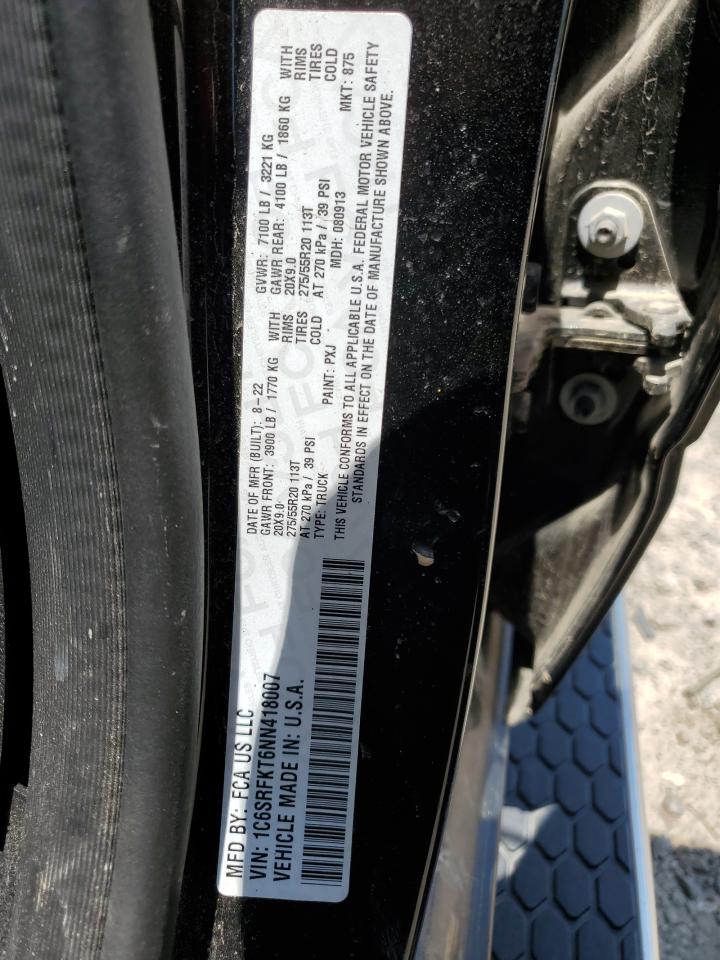 MFD BY: FCA US LLC
DATE OF MFR (BUILT): 8-22
GVWR: 7100 LB / 3221 KG
GAWR FRONT: 3900 LB / 1770 KG WITH
GAWR REAR: 4100 LB / 1860 KG WITH
20X9.0 RIMS
20X9.0 RIMS
275/55R20 113T TIRES
275/55R20 113T TIRES
AT 270 kPa / 39 PSI COLD
AT 270 kPa / 39 PSI COLD
VIN: 1C6SRFKT6NN418007
TYPE: TRUCK PAINT: PXJ MDH: 080913 MKT: 875
VEHICLE MADE IN: U.S.A.
THIS VEHICLE CONFORMS TO ALL APPLICABLE U.S.A. FEDERAL MOTOR VEHICLE SAFETY
STANDARDS IN EFFECT ON THE DATE OF MANUFACTURE SHOWN ABOVE.